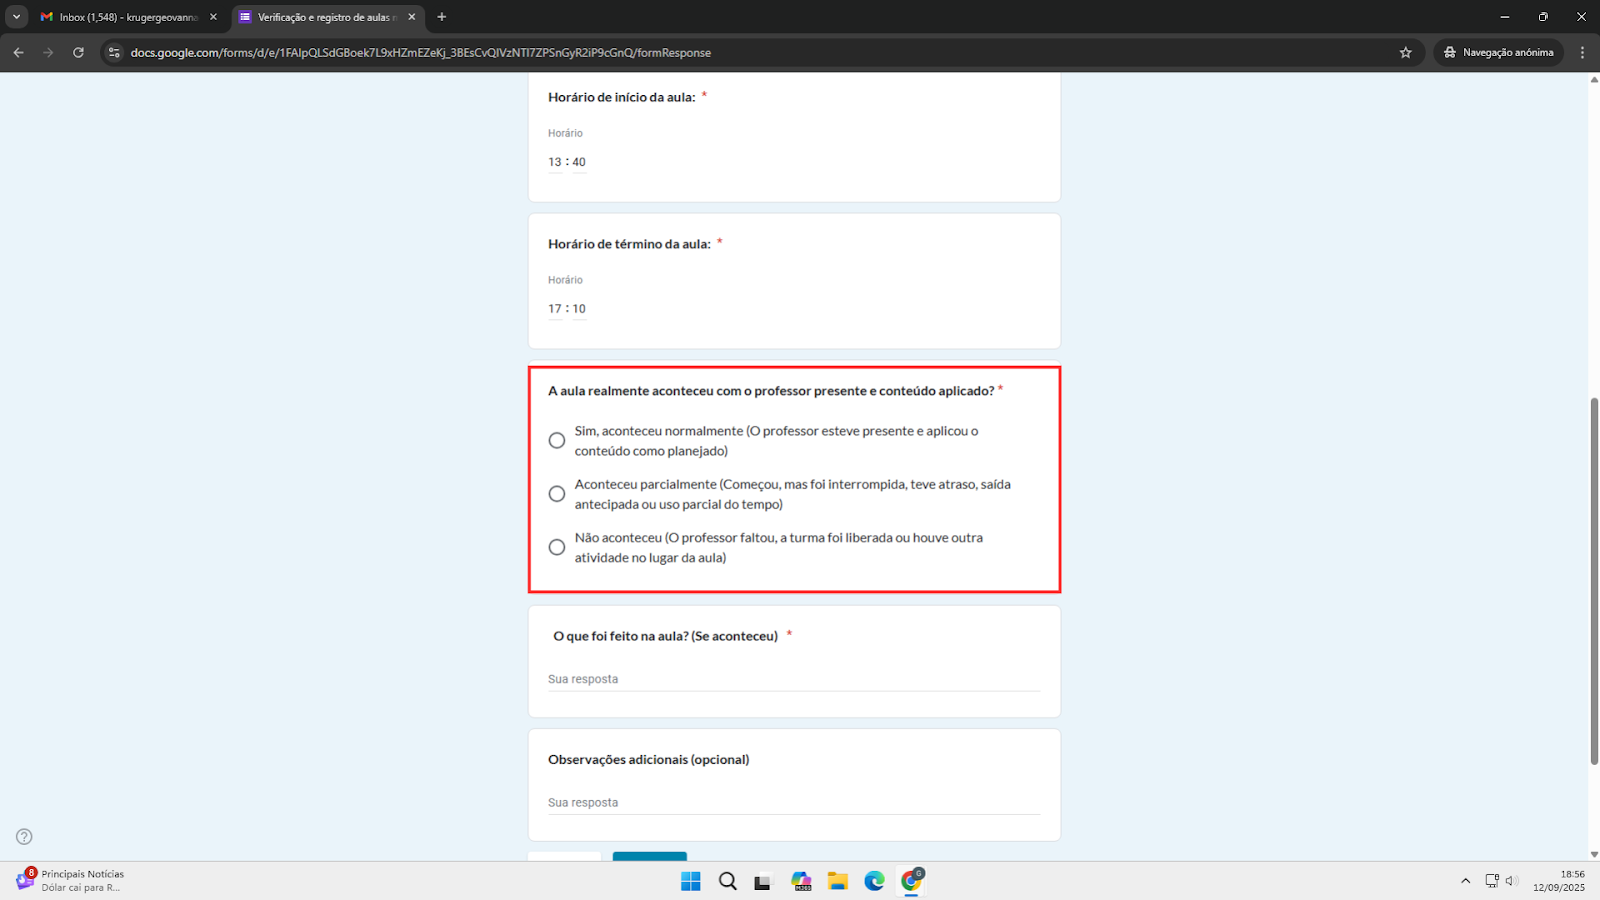 Inbox (1,548) - krugergeovanna
Verificação e registro de aulas n
docs.google.com/forms/d/e/1FAIpQLSdGBoek7L9xHZmEZeKj_3BEsCvQIVzNTI7ZPSnGyR2iP9cGnQ/formResponse
Navegação anónima
Horário de início da aula: *
Horário
13 : 40
Horário de término da aula: *
Horário
17 : 10
A aula realmente aconteceu com o professor presente e conteúdo aplicado? *
Sim, aconteceu normalmente (O professor esteve presente e aplicou o
conteúdo como planejado)
Aconteceu parcialmente (Começou, mas foi interrompida, teve atraso, saída
antecipada ou uso parcial do tempo)
Não aconteceu (O professor faltou, a turma foi liberada ou houve outra
atividade no lugar da aula)
O que foi feito na aula? (Se aconteceu) *
Sua resposta
Observações adicionais (opcional)
Sua resposta
8
Principais Notícias
Dólar cai para R...
M365
G
18:56
12/09/2025